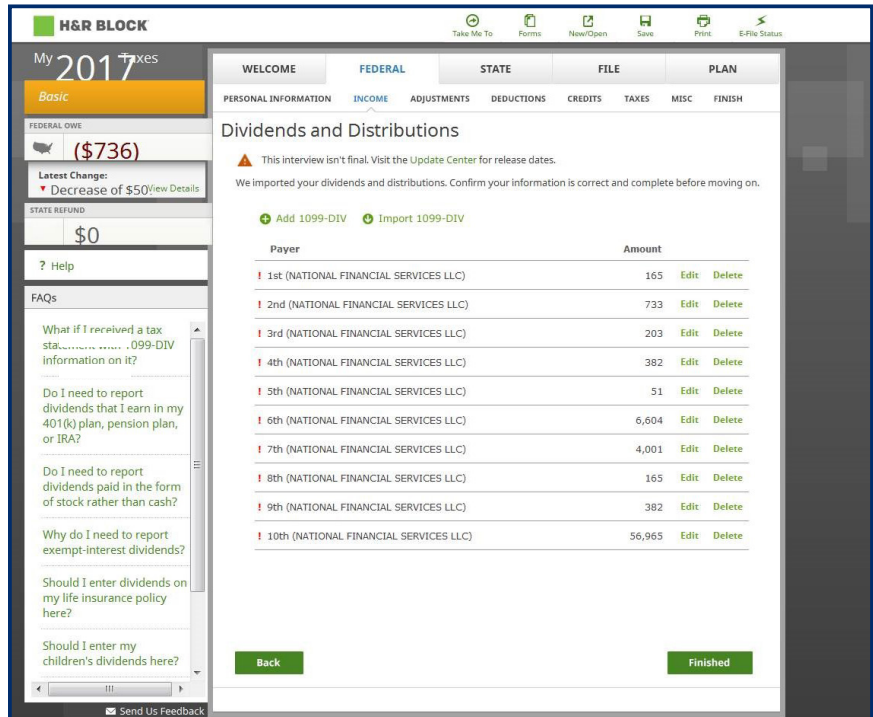 H&R BLOCK
Take Me To
Forms
New/Open
Save
Print
E-File Status
My 2017 Taxes
Basic
FEDERAL OWE
($736)
Latest Change:
Decrease of $50 View Details
STATE REFUND
$0
? Help
FAQs
What if I received a tax
statement with 1099-DIV
information on it?
Do I need to report
dividends that I earn in my
401(k) plan, pension plan,
or IRA?
Do I need to report
dividends paid in the form
of stock rather than cash?
Why do I need to report
exempt-interest dividends?
Should I enter dividends on
my life insurance policy
here?
Should I enter my
children's dividends here?
Send Us Feedback
WELCOME FEDERAL STATE FILE PLAN
PERSONAL INFORMATION INCOME ADJUSTMENTS DEDUCTIONS CREDITS TAXES MISC FINISH
Dividends and Distributions
This interview isn't final. Visit the Update Center for release dates.
We imported your dividends and distributions. Confirm your information is correct and complete before moving on.
Add 1099-DIV Import 1099-DIV
Payer Amount
! 1st (NATIONAL FINANCIAL SERVICES LLC) 165 Edit Delete
! 2nd (NATIONAL FINANCIAL SERVICES LLC) 733 Edit Delete
! 3rd (NATIONAL FINANCIAL SERVICES LLC) 203 Edit Delete
! 4th (NATIONAL FINANCIAL SERVICES LLC) 382 Edit Delete
! 5th (NATIONAL FINANCIAL SERVICES LLC) 51 Edit Delete
! 6th (NATIONAL FINANCIAL SERVICES LLC) 6,604 Edit Delete
! 7th (NATIONAL FINANCIAL SERVICES LLC) 4,001 Edit Delete
! 8th (NATIONAL FINANCIAL SERVICES LLC) 165 Edit Delete
! 9th (NATIONAL FINANCIAL SERVICES LLC) 382 Edit Delete
! 10th (NATIONAL FINANCIAL SERVICES LLC) 56,965 Edit Delete
Back
Finished